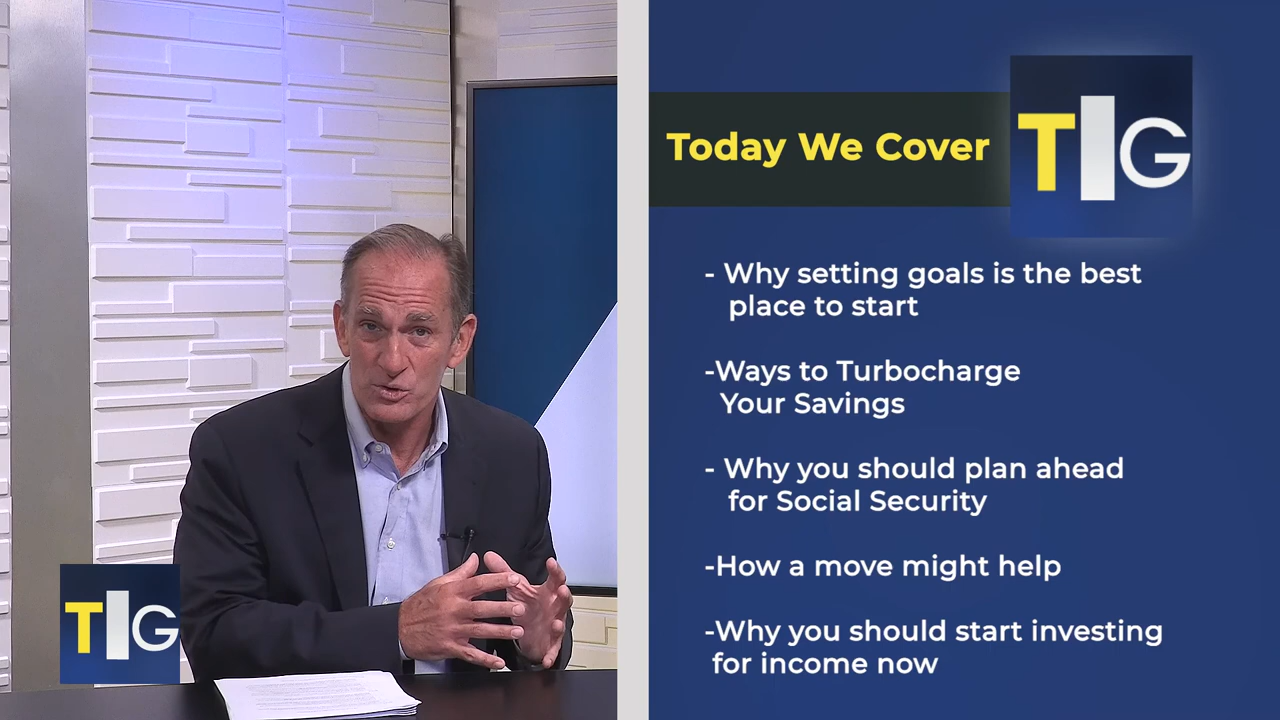 TIG
Today We Cover
TIG
- Why setting goals is the best
place to start
-Ways to Turbocharge
Your Savings
- Why you should plan ahead
for Social Security
-How a move might help
-Why you should start investing
for income now